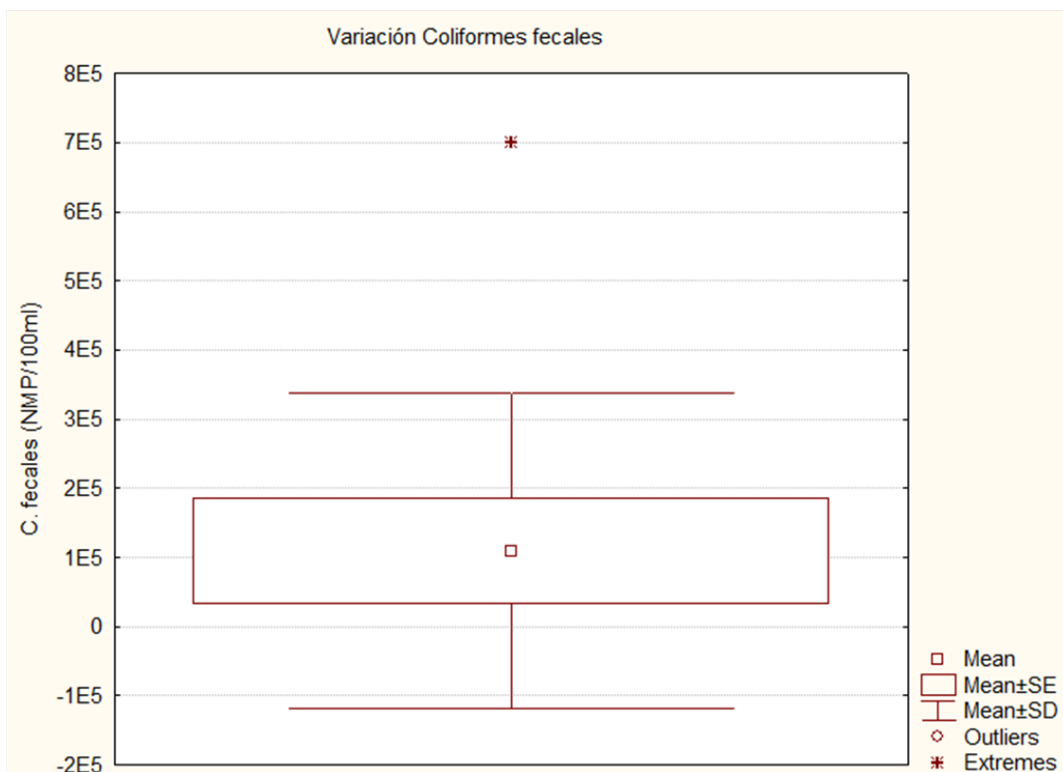 Variación Coliformes fecales
8E5
7E5
6E5
5E5
4E5
3E5
2E5
1E5
0
-1E5
-2E5
C. fecales (NMP/100ml)
Mean
Mean±SE
Mean±SD
Outliers
Extremes